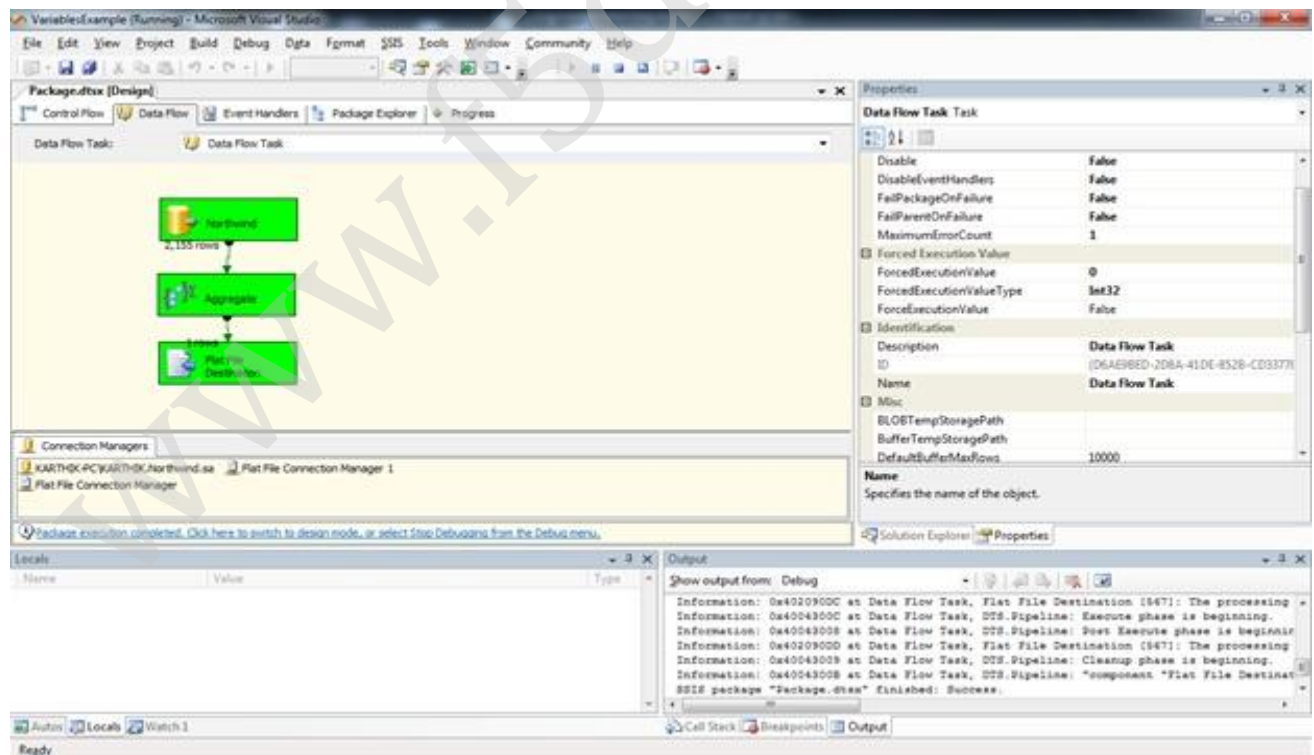 VariablesExample (Running) - Microsoft Visual Studio
File Edit View Project Build Debug Data Format SSIS Tools Window Community Help
Package.dtsx [Design]
Control Flow Data Flow Event Handlers Package Explorer Progress
Data Flow Task: Data Flow Task
Northwind
2,155 rows
Aggregate
rows
Flat File
Destination
Connection Managers
KARTHIK-PC\KARTHIK.Northwind.sa Flat File Connection Manager 1
Flat File Connection Manager
Package execution completed. Click here to switch to design mode, or select Stop Debugging from the Debug menu.
Properties
Data Flow Task Task
Disable False
DisableEventHandlers False
FailPackageOnFailure False
FailParentOnFailure False
MaximumErrorCount 1
Forced Execution Value
ForcedExecutionValue 0
ForcedExecutionValueType Int32
ForceExecutionValue False
Identification
Description Data Flow Task
ID
Name Data Flow Task
Misc
BLOBTempStoragePath
BufferTempStoragePath
DefaultBufferMaxRows 10000
Name
Specifies the name of the object.
Solution Explorer Properties
Locals
Name Value Type
Autos Locals Watch 1
Output
Show output from: Debug
Information: 0x402090DC at Data Flow Task, Flat File Destination [567]: The processing
Information: 0x4004300C at Data Flow Task, DTS.Pipeline: Execute phase is beginning.
Information: 0x40043008 at Data Flow Task, DTS.Pipeline: Post Execute phase is beginnin
Information: 0x402090DD at Data Flow Task, Flat File Destination [567]: The processing
Information: 0x40043009 at Data Flow Task, DTS.Pipeline: Cleanup phase is beginning.
Information: 0x4004300B at Data Flow Task, DTS.Pipeline: "component "Flat File Destinat
SSIS package "Package.dtsx" finished: Success.
Call Stack Breakpoints Output
Ready